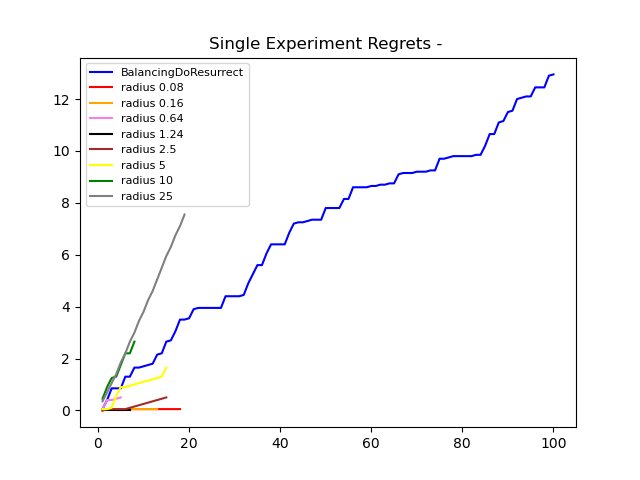 Single Experiment Regrets -
BalancingDoResurrect
radius 0.08
radius 0.16
radius 0.64
radius 1.24
radius 2.5
radius 5
radius 10
radius 25
12
10
8
6
4
2
0
0 20 40 60 80 100